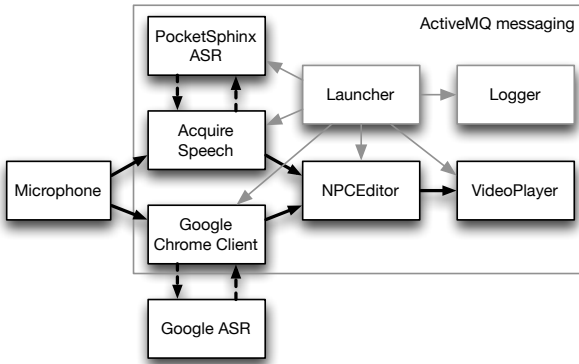 ActiveMQ messaging
PocketSphinx
ASR
Launcher
Logger
Acquire
Speech
Microphone
NPCEditor
VideoPlayer
Google
Chrome Client
Google ASR